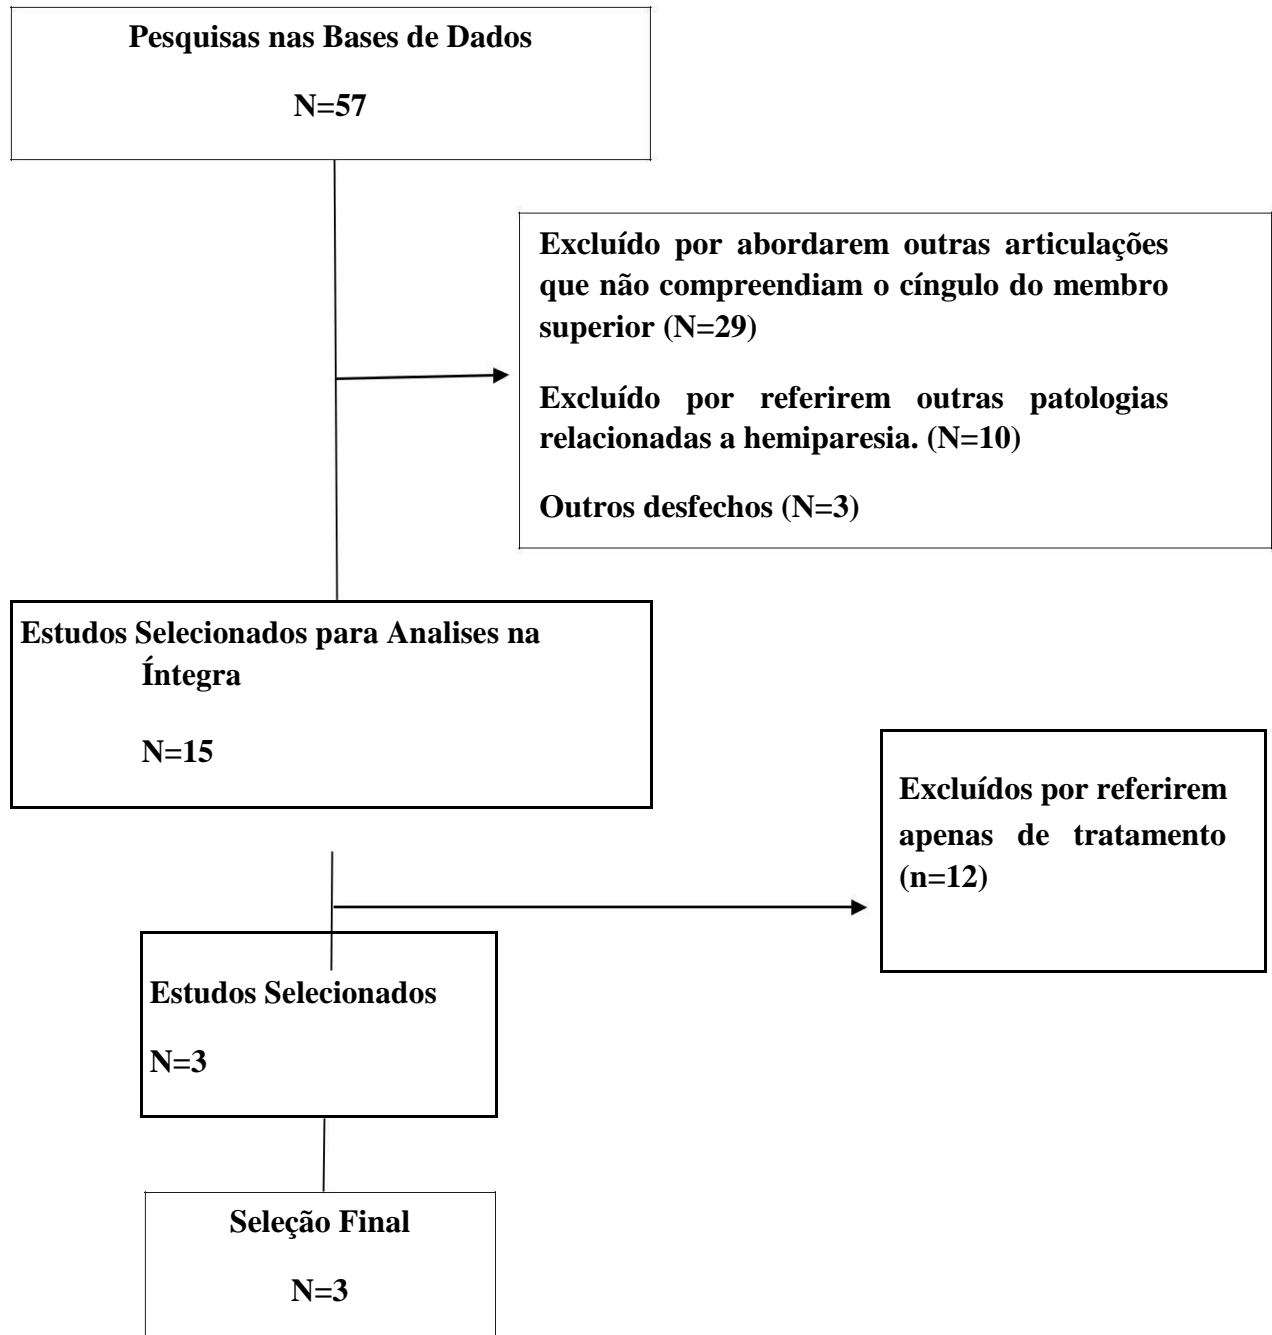 Pesquisas nas Bases de Dados
N=57
Excluído por abordarem outras articulações
que não compreendiam o cíngulo do membro
superior (N=29)
Excluído por referirem outras patologias
relacionadas a hemiparesia. (N=10)
Outros desfechos (N=3)
Estudos Selecionados para Analises na
Íntegra
N=15
Excluídos por referirem
apenas de tratamento
(n=12)
Estudos Selecionados
N=3
Seleção Final
N=3